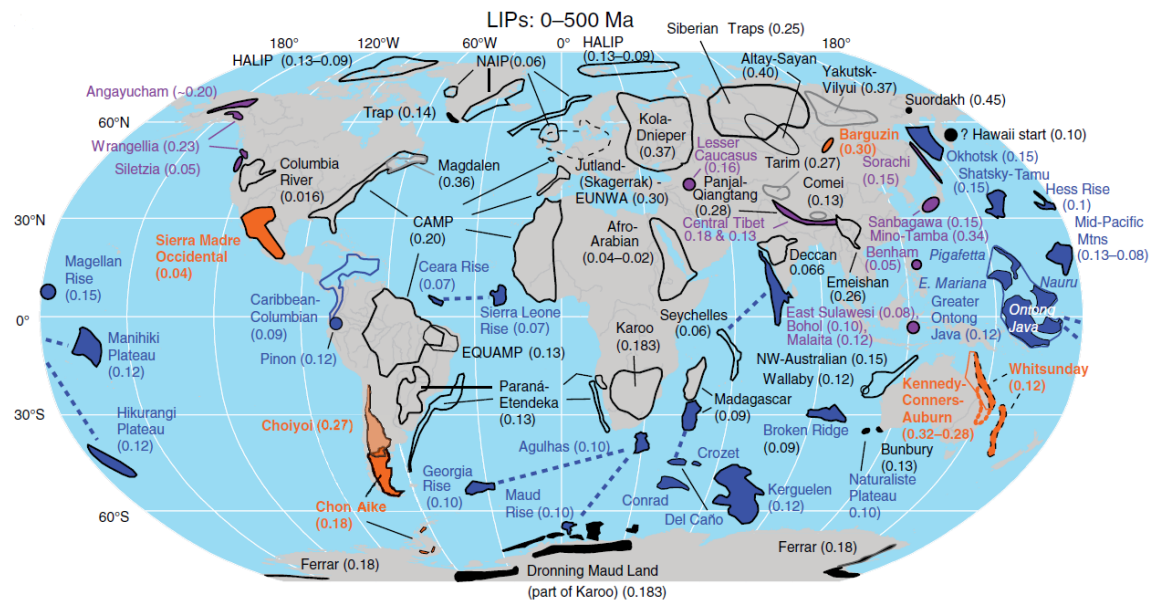 LIPs: 0–500 Ma
180°
120°W
60°W
0°
180°
60°N
30°N
0°
30°S
60°S
HALIP (0.13–0.09)
NAIP(0.06)
HALIP
(0.13–0.09)
Siberian Traps (0.25)
Altay-Sayan
(0.40)
Yakutsk-
Vilyui (0.37)
Suordakh (0.45)
? Hawaii start (0.10)
Angayucham (~0.20)
Trap (0.14)
Wrangellia (0.23)
Siletzia (0.05)
Columbia
River
(0.016)
Magdalen
(0.36)
CAMP
(0.20)
Kola-
Dnieper
(0.37)
Jutland-
(Skagerrak) -
EUNWA (0.30)
Lesser
Caucasus
(0.16)
Panjal-
Qiangtang
(0.28)
Central Tibet
0.18 & 0.13
Tarim (0.27)
Barguzin
(0.30)
Sorachi
(0.15)
Comei
(0.13)
Okhotsk (0.15)
Shatsky-Tamu
(0.15)
Hess Rise
(0.1)
Mid-Pacific
Mtns
(0.13–0.08)
Sanbagawa (0.15)
Mino-Tamba (0.34)
Benham
(0.05)
Pigafetta
E. Mariana
Nauru
Greater
Ontong
Java (0.12)
Ontong
Java
Sierra Madre
Occidental
(0.04)
Magellan
Rise
(0.15)
Manihiki
Plateau
(0.12)
Hikurangi
Plateau
(0.12)
Caribbean-
Columbian
(0.09)
Pinon (0.12)
Ceara Rise
(0.07)
Sierra Leone
Rise (0.07)
EQUAMP (0.13)
Paraná-
Etendeka
(0.13)
Afro-
Arabian
(0.04–0.02)
Karoo
(0.183)
Seychelles
(0.06)
Deccan
0.066
Emeishan
(0.26)
East Sulawesi (0.08),
Bohol (0.10),
Malaita (0.12)
NW-Australian (0.15)
Wallaby (0.12)
Kennedy-
Conners-
Auburn
(0.32–0.28)
Whitsunday
(0.12)
Madagascar
(0.09)
Broken Ridge
(0.09)
Bunbury
(0.13)
Naturaliste
Plateau
0.10)
Choiyoi (0.27)
Chon Aike
(0.18)
Georgia
Rise
(0.10)
Agulhas (0.10)
Maud
Rise (0.10)
Crozet
Conrad
Del Caño
Kerguelen
(0.12)
Ferrar (0.18)
Ferrar (0.18)
Dronning Maud Land
(part of Karoo) (0.183)